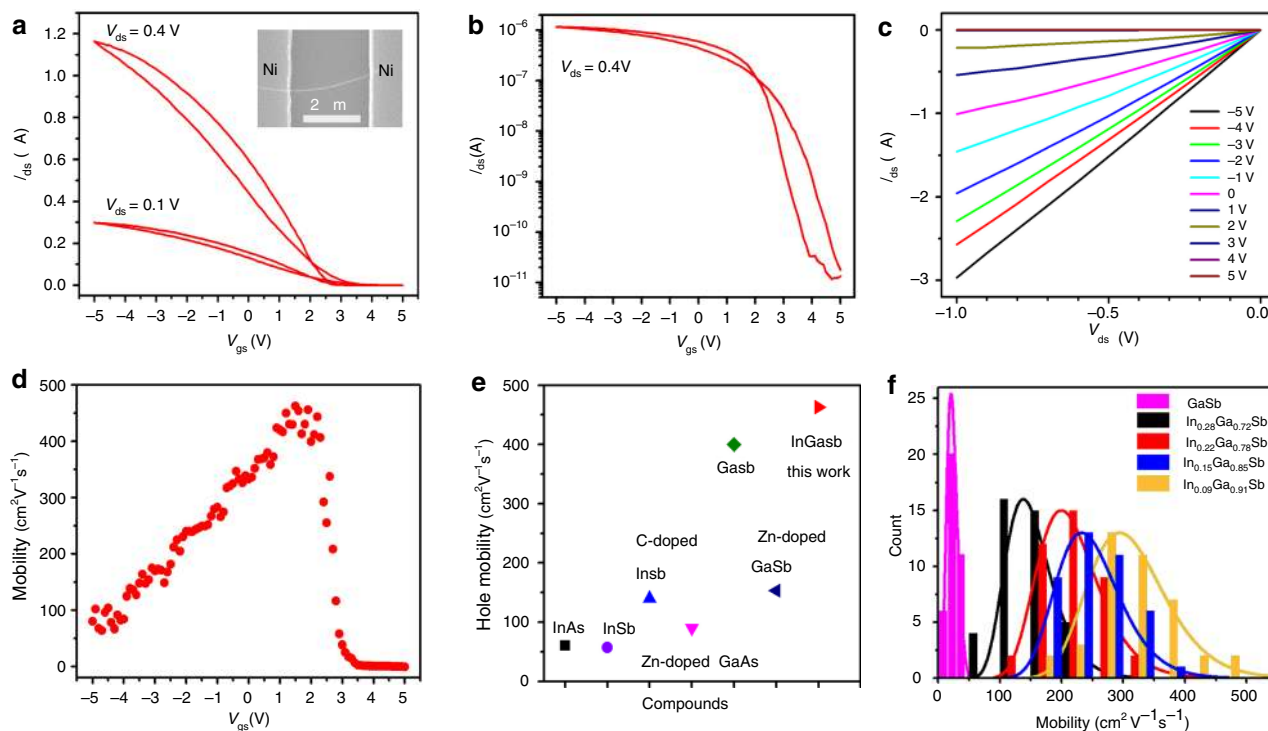 a
V_ds = 0.4 V
Ni
Ni
2 m
V_ds = 0.1 V
I_ds ( A)
1.2
1.0
0.8
0.6
0.4
0.2
0.0
−5 −4 −3 −2 −1 0 1 2 3 4 5
V_gs (V)
b
V_ds = 0.4V
I_ds(A)
10⁻⁶
10⁻⁷
10⁻⁶
10⁻⁸
10⁻⁹
10⁻¹⁰
10⁻¹¹
−5 −4 −3 −2 −1 0 1 2 3 4 5
V_gs (V)
c
I_ds ( A)
0
−1
−2
−3
−5 V
−4 V
−3 V
−2 V
−1 V
0
1 V
2 V
3 V
4 V
5 V
−1.0 −0.5 0.0
V_ds (V)
d
Mobility (cm²V⁻¹s⁻¹)
500
400
300
200
100
0
−5 −4 −3 −2 −1 0 1 2 3 4 5
V_gs(V)
e
Hole mobility (cm²V⁻¹s⁻¹)
500
400
450
300
350
200
150
100
50
0
InGasb
this work
Gasb
C-doped
Insb
Zn-doped
GaSb
InAs
InSb
Zn-doped GaAs
Compounds
f
Count
25
20
15
10
5
0
GaSb
In₀.₂₈Ga₀.₇₂Sb
In₀.₂₂Ga₀.₇₈Sb
In₀.₁₅Ga₀.₈₅Sb
In₀.₀₉Ga₀.₉₁Sb
0 100 200 300 400 500
Mobility (cm² V⁻¹s⁻¹)